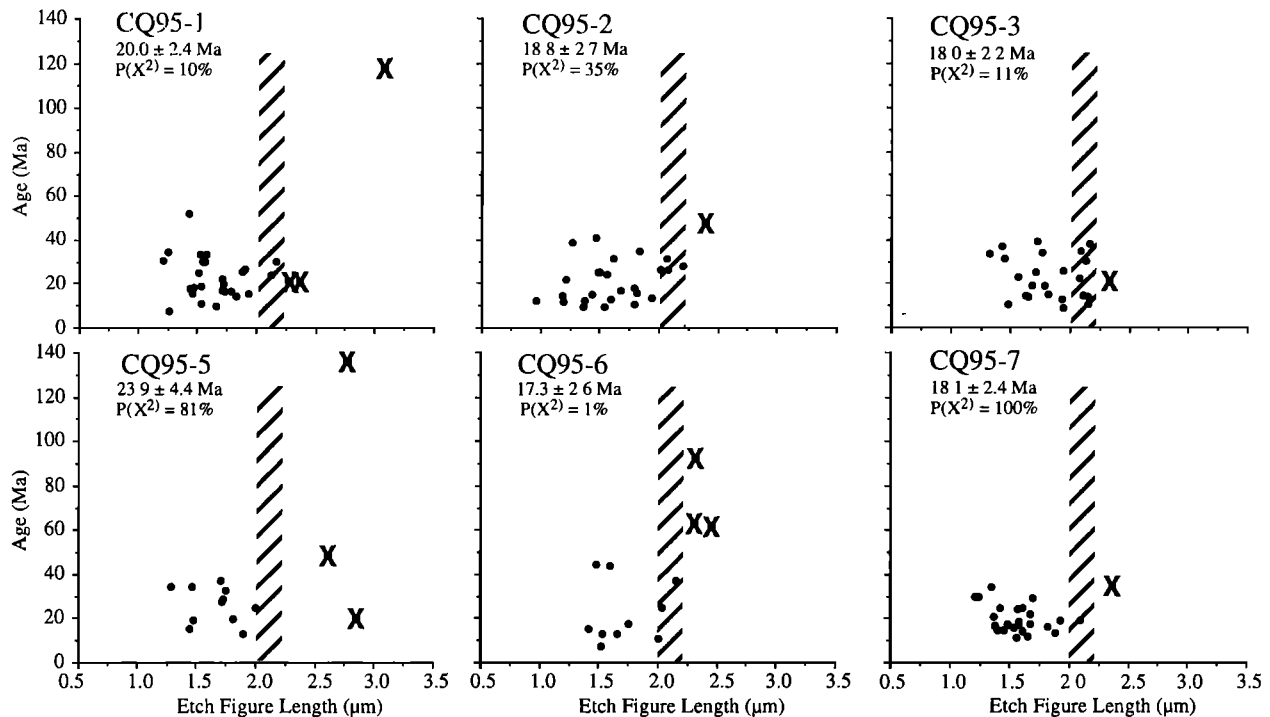 CQ95-1
20.0 ± 2.4 Ma
P(X²) = 10%
CQ95-2
18 8 ± 2 7 Ma
P(X²) = 35%
CQ95-3
18 0 ± 2 2 Ma
P(X²) = 11%
140
120
100
80
60
40
20
0
Age (Ma)
X
X X
X
X
CQ95-5
23 9 ± 4.4 Ma
P(X²) = 81%
CQ95-6
17.3 ± 2 6 Ma
P(X²) = 1%
CQ95-7
18 1 ± 2.4 Ma
P(X²) = 100%
140
120
100
80
60
40
20
0
Age (Ma)
X
X
X
X
X X
X
0.5 1.0 1.5 2.0 2.5 3.0 3.5
0.5 1.0 1.5 2.0 2.5 3.0 3.5
0.5 1.0 1.5 2.0 2.5 3.0 3.5
Etch Figure Length (µm)
Etch Figure Length (µm)
Etch Figure Length (µm)